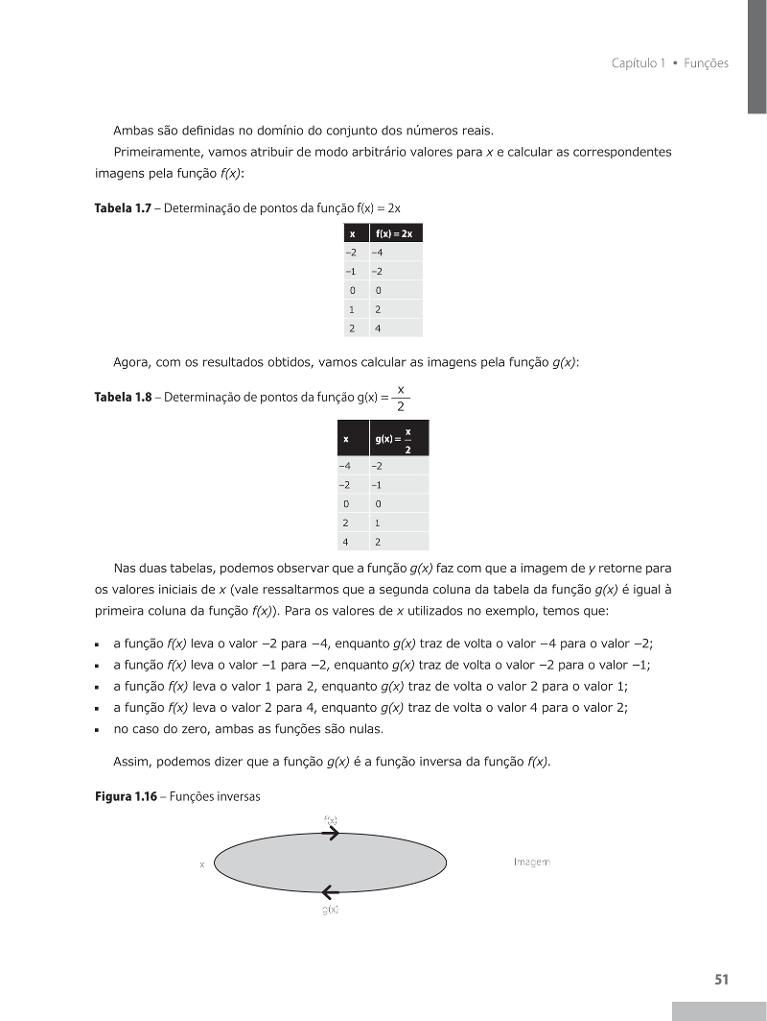 Capítulo 1 • Funções
Ambas são definidas no domínio do conjunto dos números reais.
Primeiramente, vamos atribuir de modo arbitrário valores para x e calcular as correspondentes
imagens pela função f(x):
Tabela 1.7 – Determinação de pontos da função f(x) = 2x
x f(x) = 2x
–2 –4
–1 –2
0 0
1 2
2 4
Agora, com os resultados obtidos, vamos calcular as imagens pela função g(x):
Tabela 1.8 – Determinação de pontos da função g(x) = x/2
x g(x) = x/2
–4 –2
–2 –1
0 0
2 1
4 2
Nas duas tabelas, podemos observar que a função g(x) faz com que a imagem de y retorne para
os valores iniciais de x (vale ressaltarmos que a segunda coluna da tabela da função g(x) é igual à
primeira coluna da função f(x)). Para os valores de x utilizados no exemplo, temos que:
▪ a função f(x) leva o valor −2 para −4, enquanto g(x) traz de volta o valor −4 para o valor −2;
▪ a função f(x) leva o valor −1 para −2, enquanto g(x) traz de volta o valor −2 para o valor −1;
▪ a função f(x) leva o valor 1 para 2, enquanto g(x) traz de volta o valor 2 para o valor 1;
▪ a função f(x) leva o valor 2 para 4, enquanto g(x) traz de volta o valor 4 para o valor 2;
▪ no caso do zero, ambas as funções são nulas.
Assim, podemos dizer que a função g(x) é a função inversa da função f(x).
Figura 1.16 – Funções inversas
f(x)
x Imagem
g(x)
51